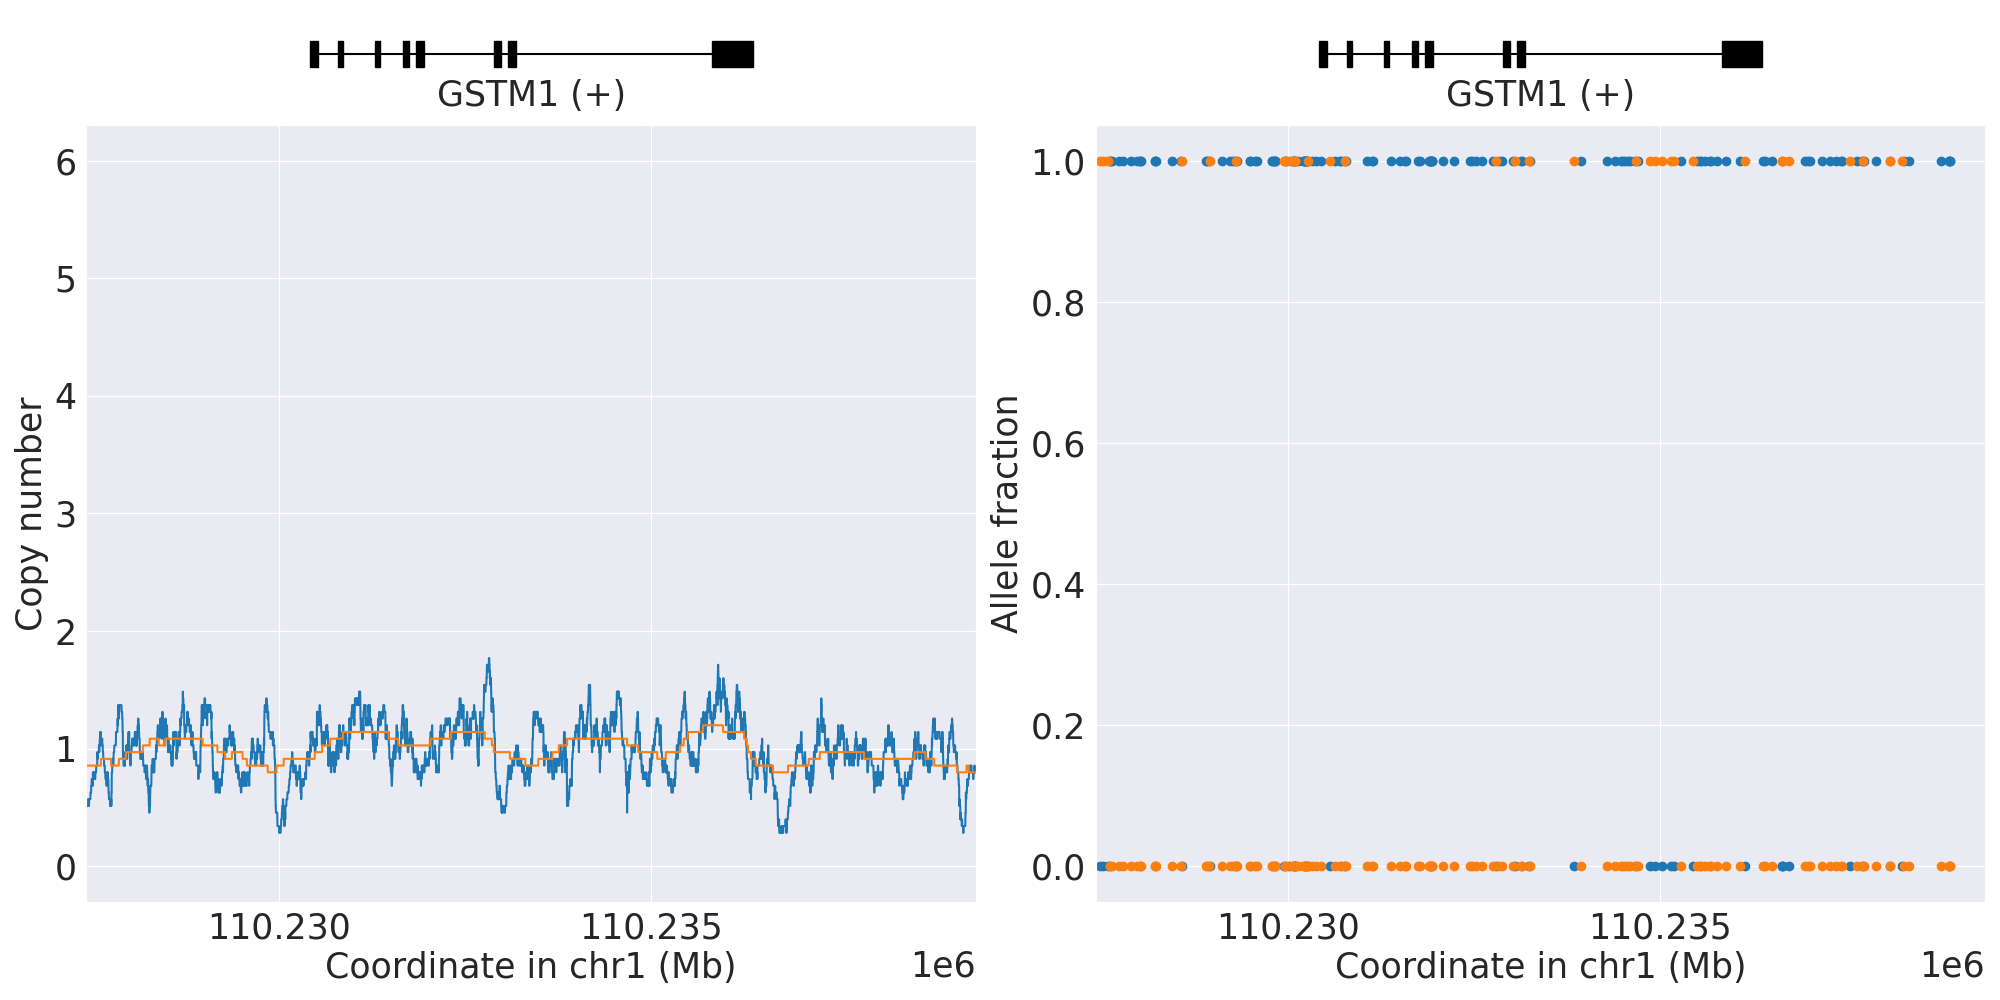 GSTM1 (+)
6
5
4
3
2
1
0
Copy number
110.230
110.235
Coordinate in chr1 (Mb)
1e6
GSTM1 (+)
1.0
0.8
0.6
0.4
0.2
0.0
Allele fraction
110.230
110.235
Coordinate in chr1 (Mb)
1e6